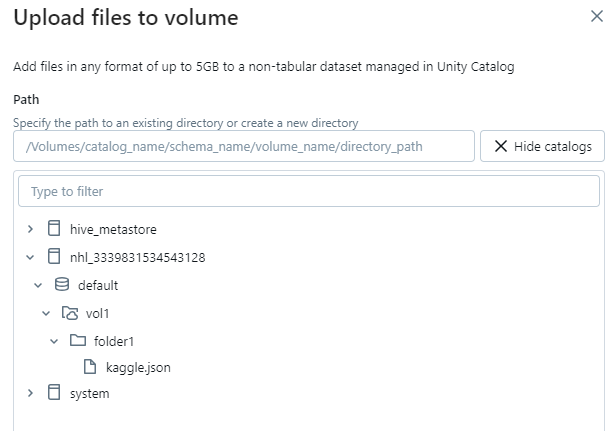 Upload files to volume
Add files in any format of up to 5GB to a non-tabular dataset managed in Unity Catalog
Path
Specify the path to an existing directory or create a new directory
/Volumes/catalog_name/schema_name/volume_name/directory_path
Hide catalogs
Type to filter
hive_metastore
nhl_3339831534543128
default
vol1
folder1
kaggle.json
system